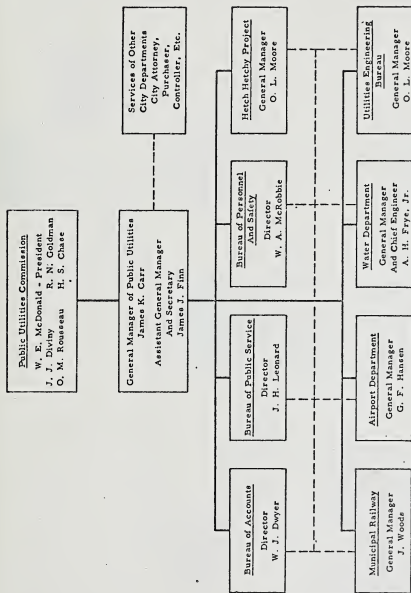 Public Utilities Commission
W. E. McDonald - President
J. J. Diviny R. N. Goldman
O. M. Rousseau H. S. Chase
General Manager of Public Utilities
James K. Carr
Assistant General Manager
And Secretary
James J. Finn
Services of Other
City Departments
City Attorney,
Purchaser,
Controller, Etc.
Bureau of Accounts
Director
W. J. Dwyer
Bureau of Public Service
Director
J. H. Leonard
Bureau of Personnel
And Safety
Director
W. A. McRobbie
Hetch Hetchy Project
General Manager
O. L. Moore
Municipal Railway
General Manager
J. Woods
Airport Department
General Manager
G. F. Hansen
Water Department
General Manager
And Chief Engineer
A. H. Frye, Jr.
Utilities Engineering
Bureau
General Manager
O. L. Moore